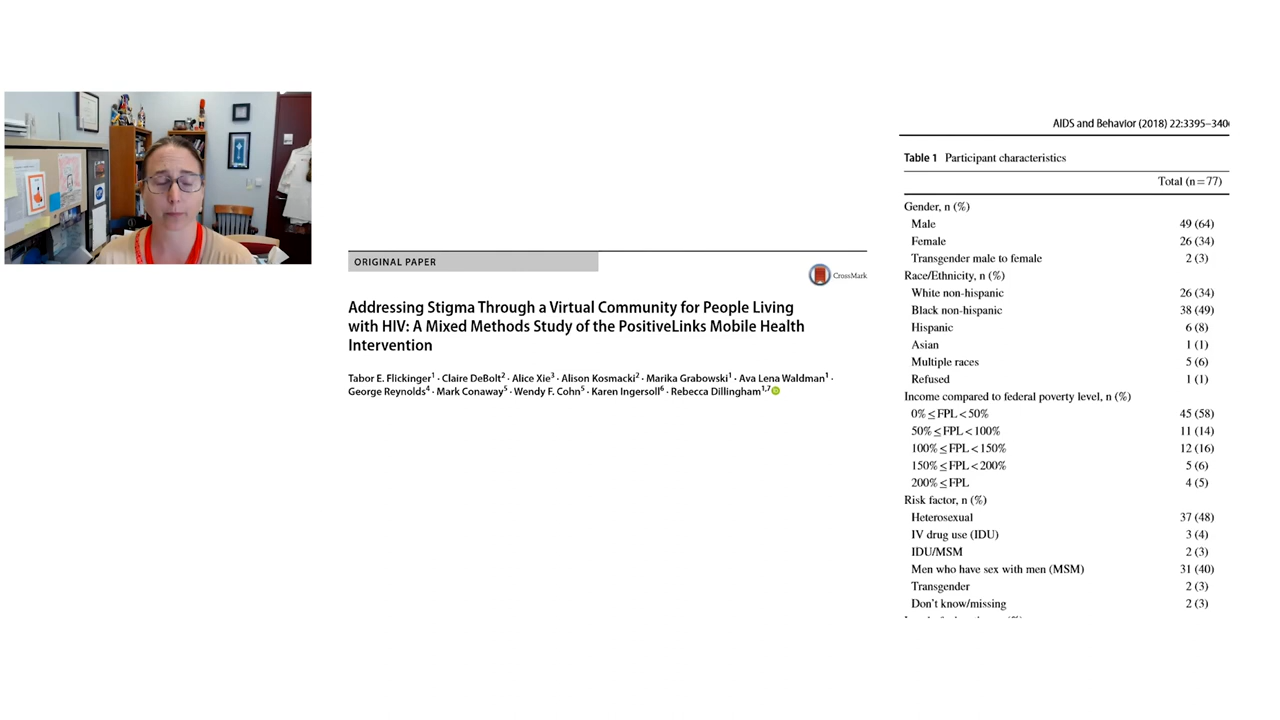 ORIGINAL PAPER
CrossMark
Addressing Stigma Through a Virtual Community for People Living
with HIV: A Mixed Methods Study of the PositiveLinks Mobile Health
Intervention
Tabor E. Flickinger1 · Claire DeBolt2 · Alice Xie3 · Alison Kosmacki2 · Marika Grabowski1 · Ava Lena Waldman1 ·
George Reynolds4 · Mark Conaway5 · Wendy F. Cohn5 · Karen Ingersoll6 · Rebecca Dillingham1,7
AIDS and Behavior (2018) 22:3395–340
Table 1 Participant characteristics
Total (n=77)
Gender, n (%)
Male 49 (64)
Female 26 (34)
Transgender male to female 2 (3)
Race/Ethnicity, n (%)
White non-hispanic 26 (34)
Black non-hispanic 38 (49)
Hispanic 6 (8)
Asian 1 (1)
Multiple races 5 (6)
Refused 1 (1)
Income compared to federal poverty level, n (%)
0% ≤ FPL < 50% 45 (58)
50% ≤ FPL < 100% 11 (14)
100% ≤ FPL < 150% 12 (16)
150% ≤ FPL < 200% 5 (6)
200% ≤ FPL 4 (5)
Risk factor, n (%)
Heterosexual 37 (48)
IV drug use (IDU) 3 (4)
IDU/MSM 2 (3)
Men who have sex with men (MSM) 31 (40)
Transgender 2 (3)
Don't know/missing 2 (3)